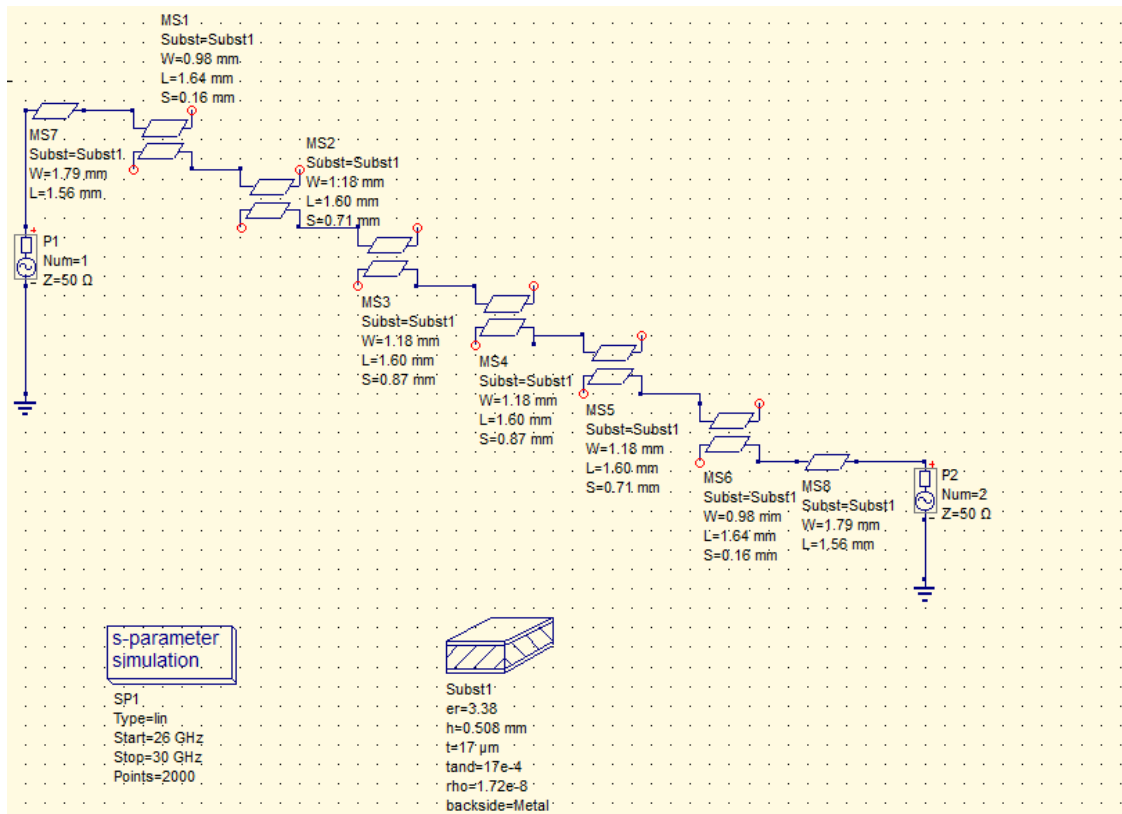 MS1
Subst=Subst1
W=0.98 mm
L=1.64 mm
S=0.16 mm
MS7
Subst=Subst1
W=1.79 mm
L=1.56 mm
MS2
Subst=Subst1
W=1.18 mm
L=1.60 mm
S=0.71 mm
P1
Num=1
Z=50 Ω
MS3
Subst=Subst1
W=1.18 mm
L=1.60 mm
S=0.87 mm
MS4
Subst=Subst1
W=1.18 mm
L=1.60 mm
S=0.87 mm
MS5
Subst=Subst1
W=1.18 mm
L=1.60 mm
S=0.71 mm
MS6
Subst=Subst1
W=0.98 mm
L=1.64 mm
S=0.16 mm
MS8
Subst=Subst1
W=1.79 mm
L=1.56 mm
P2
Num=2
Z=50 Ω
s-parameter
simulation
SP1
Type=lin
Start=26 GHz
Stop=30 GHz
Points=2000
Subst1
er=3.38
h=0.508 mm
t=17 µm
tand=17e-4
rho=1.72e-8
backside=Metal